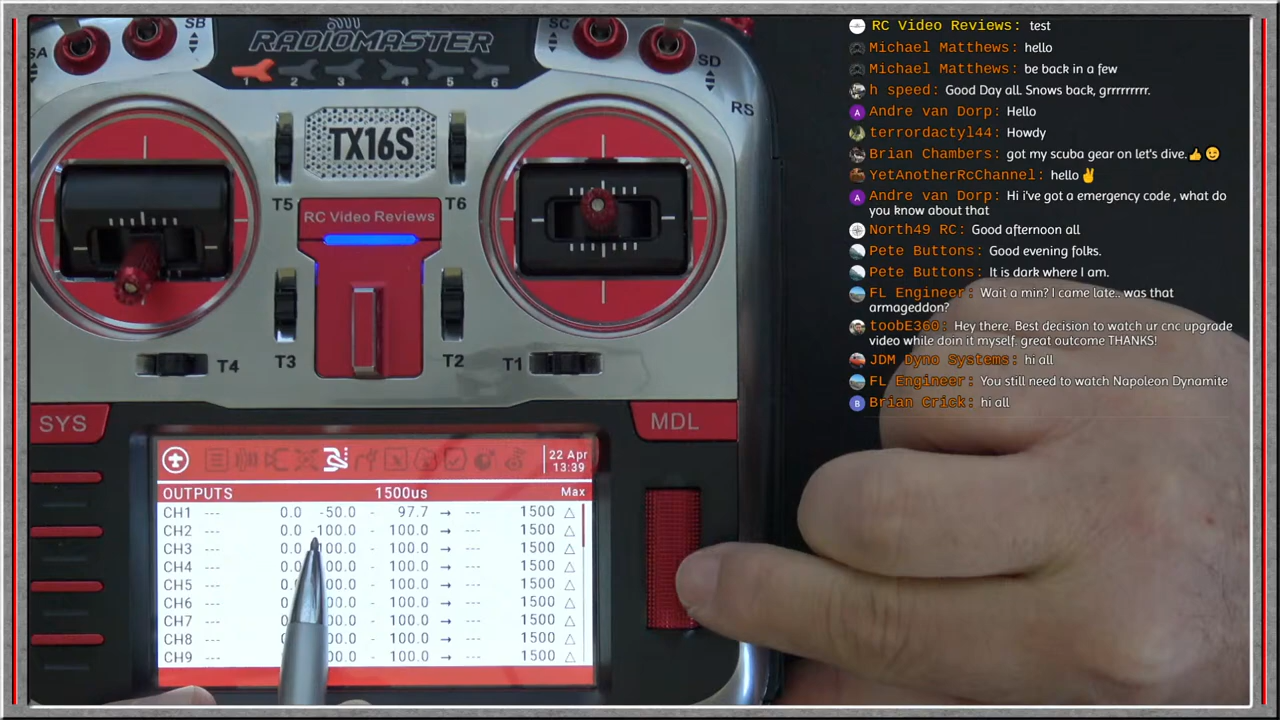 SA
SB
RADIOMASTER
SC
SD
1 2 3 4 5 6
RS
TX16S
T5
T6
RC Video Reviews
T4
T3
T2
T1
SYS
MDL
22 Apr
13:39
OUTPUTS 1500us Max
CH1 --- 0.0 -50.0 - 97.7 → --- 1500 △
CH2 --- 0.0 -100.0 - 100.0 → --- 1500 △
CH3 --- 0.0 100.0 - 100.0 → --- 1500 △
CH4 --- 0.0 00.0 - 100.0 → --- 1500 △
CH5 --- 0. 00.0 - 100.0 → --- 1500 △
CH6 --- 0. 00.0 - 100.0 → --- 1500 △
CH7 --- 0. 00.0 - 100.0 → --- 1500 △
CH8 --- 0. 00.0 - 100.0 → --- 1500 △
CH9 --- 0. 00.0 - 100.0 → --- 1500 △
RC Video Reviews: test
Michael Matthews: hello
Michael Matthews: be back in a few
h speed: Good Day all. Snows back, grrrrrrrrr.
A Andre van Dorp: Hello
terrordactyl44: Howdy
Brian Chambers: got my scuba gear on let's dive.👍😉
YetAnotherRcChannel: hello✌
A Andre van Dorp: Hi i've got a emergency code , what do
you know about that
North49 RC: Good afternoon all
Pete Buttons: Good evening folks.
Pete Buttons: It is dark where I am.
FL Engineer: Wait a min? I came late.. was that
armageddon?
toobE360: Hey there. Best decision to watch ur cnc upgrade
video while doin it myself. great outcome THANKS!
JDM Dyno Systems: hi all
FL Engineer: You still need to watch Napoleon Dynamite
B Brian Crick: hi all